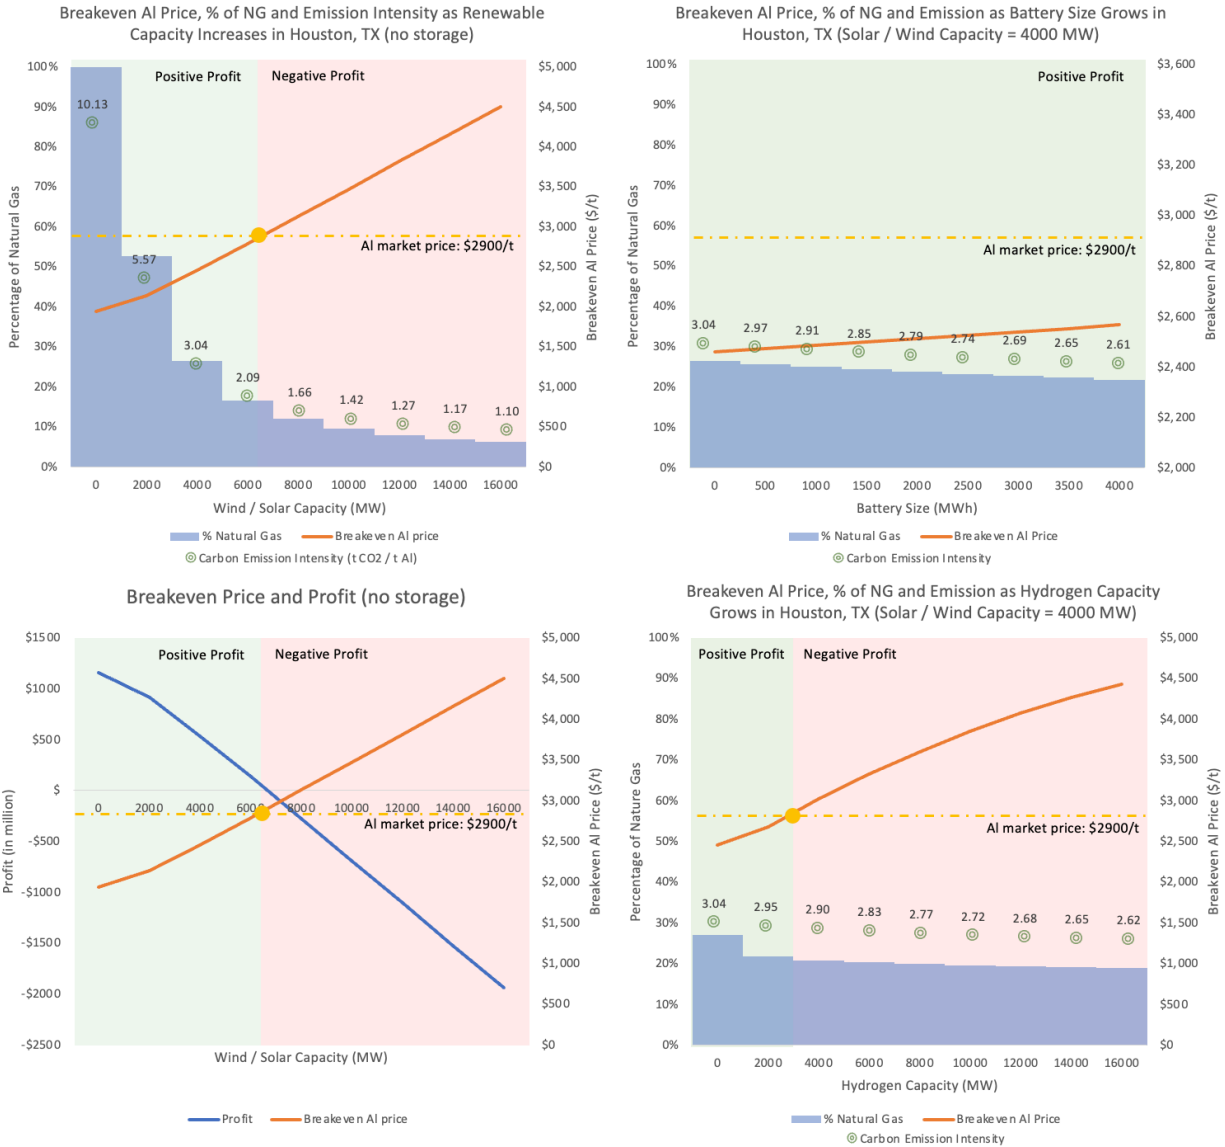 Breakeven Al Price, % of NG and Emission Intensity as Renewable
Capacity Increases in Houston, TX (no storage)
100%
90%
80%
70%
60%
50%
40%
30%
20%
10%
0%
Percentage of Natural Gas
Positive Profit
Negative Profit
10.13
5.57
3.04
2.09
1.66
1.42
1.27
1.17
1.10
Al market price: $2900/t
$5,000
$4,500
$4,000
$3,500
$3,000
$2,500
$2,000
$1,500
$1,000
$500
$0
Breakeven Al Price ($/t)
0 2000 4000 6000 8000 10000 12000 14000 16000
Wind / Solar Capacity (MW)
% Natural Gas
Breakeven Al price
Carbon Emission Intensity (t CO2 / t Al)
Breakeven Al Price, % of NG and Emission as Battery Size Grows in
Houston, TX (Solar / Wind Capacity = 4000 MW)
100%
90%
80%
70%
60%
50%
40%
30%
20%
10%
0%
Percentage of Natural Gas
Positive Profit
Al market price: $2900/t
3.04
2.97
2.91
2.85
2.79
2.74
2.69
2.65
2.61
$3,600
$3,400
$3,200
$3,000
$2,800
$2,600
$2,400
$2,200
$2,000
Breakeven Al Price ($/t)
0 500 1000 1500 2000 2500 3000 3500 4000
Battery Size (MWh)
% Natural Gas
Breakeven Al Price
Carbon Emission Intensity
Breakeven Price and Profit (no storage)
$1500
$1000
$500
$
-$500
-$1000
-$1500
-$2000
-$2500
Profit (in million)
Positive Profit
Negative Profit
0 2000 4000 6000 8000 10000 12000 14000 16000
Al market price: $2900/t
$5,000
$4,500
$4,000
$3,500
$3,000
$2,500
$2,000
$1,500
$1,000
$500
$0
Breakeven Al Price ($/t)
Wind / Solar Capacity (MW)
Profit
Breakeven Al price
Breakeven Al Price, % of NG and Emission as Hydrogen Capacity
Grows in Houston, TX (Solar / Wind Capacity = 4000 MW)
100%
90%
80%
70%
60%
50%
40%
30%
20%
10%
0%
Percentage of Nature Gas
Positive Profit
Negative Profit
Al market price: $2900/t
3.04
2.95
2.90
2.83
2.77
2.72
2.68
2.65
2.62
$5,000
$4,500
$4,000
$3,500
$3,000
$2,500
$2,000
$1,500
$1,000
$500
$0
Breakeven Al Price ($/t)
0 2000 4000 6000 8000 10000 12000 14000 16000
Hydrogen Capacity (MW)
% Natural Gas
Breakeven Al Price
Carbon Emission Intensity